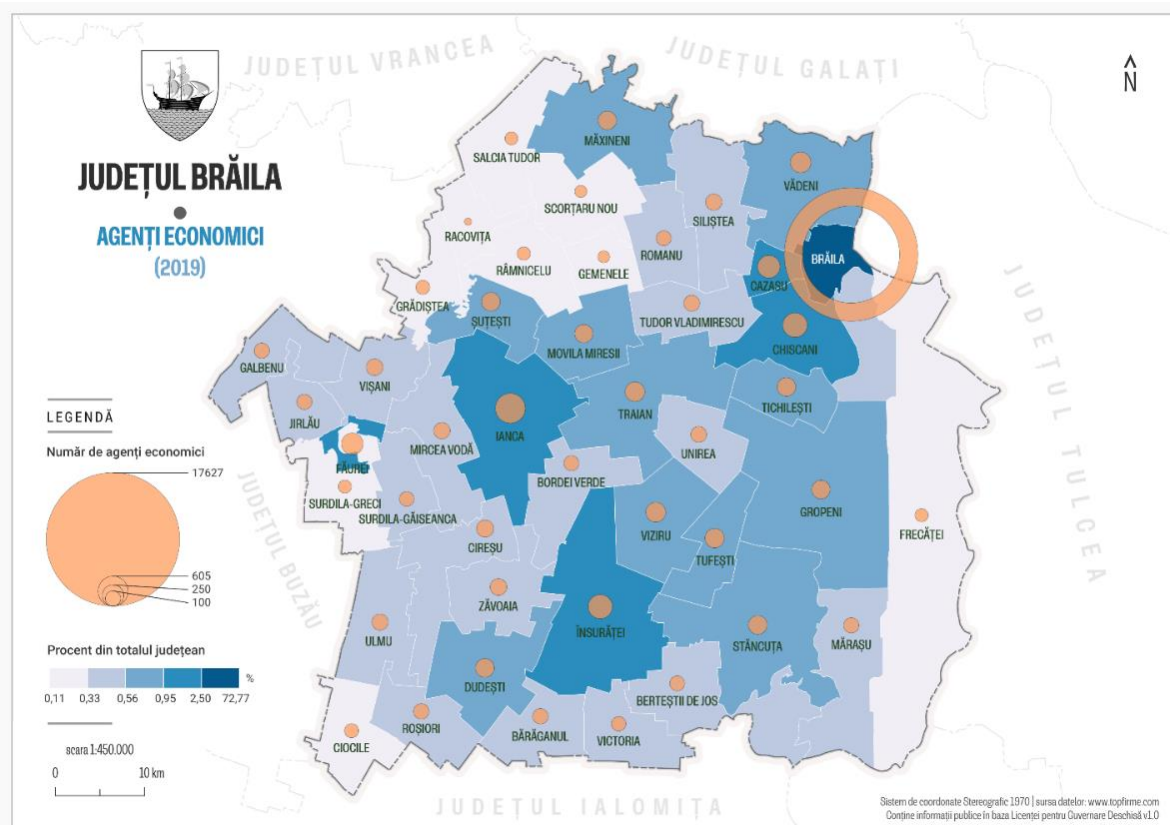 JUDEȚUL VRANCEA
JUDEȚUL GALAȚI
N
JUDEȚUL BRĂILA
AGENȚI ECONOMICI
(2019)
MĂXINENI
SALCIA TUDOR
VĂDENI
SCORȚARU NOU
SILIȘTEA
RACOVIȚA
ROMANU
BRĂILA
RÂMNICELU
GEMENELE
CAZASU
GRĂDIȘTEA
ȘUȚEȘTI
TUDOR VLADIMIRESCU
JUDEȚUL TULCEA
CHISCANI
MOVILA MIRESII
GALBENU
VIȘANI
TICHILEȘTI
TRAIAN
JIRLĂU
IANCA
MIRCEA VODĂ
UNIREA
FĂUREI
BORDEI VERDE
SURDILA-GRECI
SURDILA-GĂISEANCA
GROPENI
FRECĂȚEI
VIZIRU
CIREȘU
TUFEȘTI
JUDEȚUL BUZĂU
ZĂVOAIA
ÎNSURĂȚEI
ULMU
STĂNCUȚA
MĂRAȘU
DUDEȘTI
BERTEȘTII DE JOS
ROȘIORI
BĂRĂGANUL
VICTORIA
CIOCILE
JUDEȚUL IALOMIȚA
LEGENDĂ
Număr de agenți economici
17627
605
250
100
Procent din totalul județean
%
0,11 0,33 0,56 0,95 2,50 72,77
scara 1:450.000
0 10 km
Sistem de coordonate Stereografic 1970 | sursa datelor: www.topfirme.com
Conține informații publice în baza Licenței pentru Guvernare Deschisă v1.0